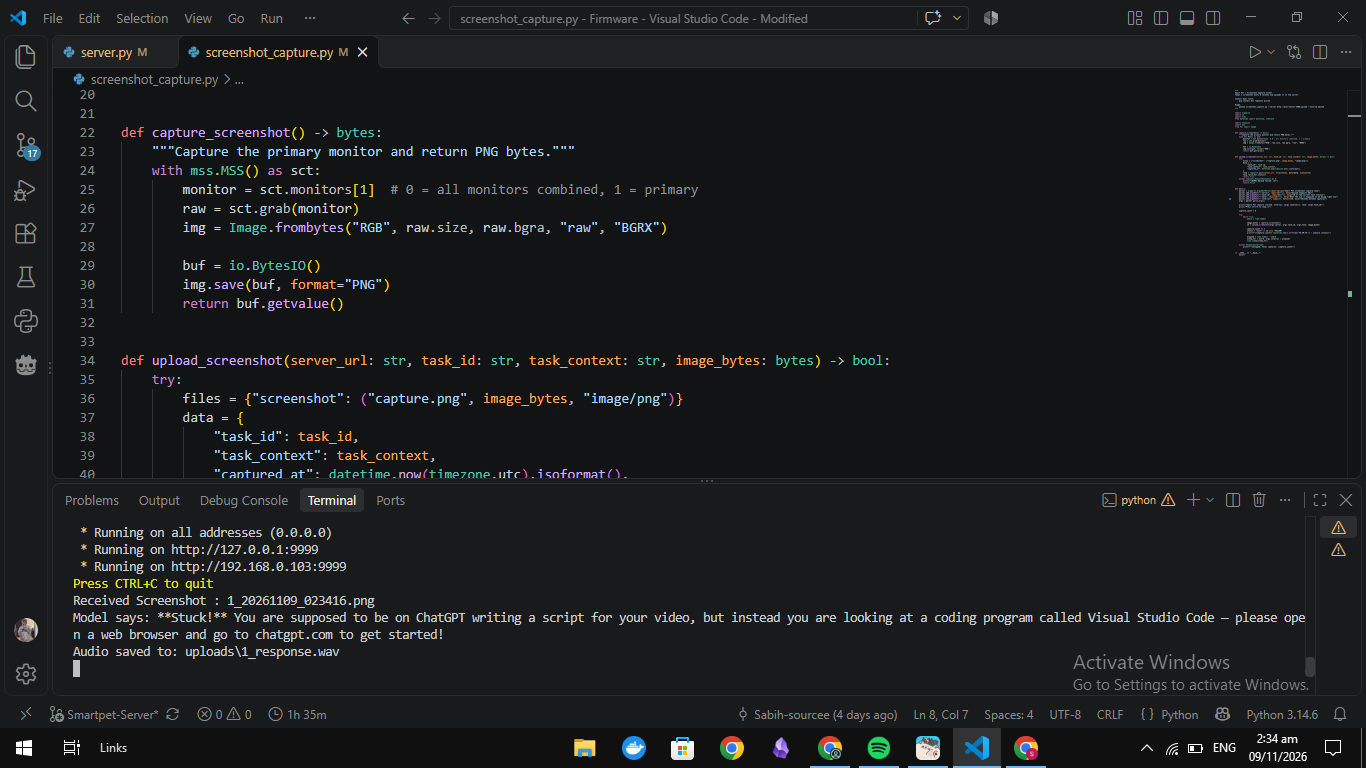 File Edit Selection View Go Run ···
screenshot_capture.py - Firmware - Visual Studio Code - Modified
server.py M
screenshot_capture.py M
screenshot_capture.py > ...
20
21
22 def capture_screenshot() -> bytes:
23 """Capture the primary monitor and return PNG bytes."""
24 with mss.MSS() as sct:
25 monitor = sct.monitors[1]  # 0 = all monitors combined, 1 = primary
26 raw = sct.grab(monitor)
27 img = Image.frombytes("RGB", raw.size, raw.bgra, "raw", "BGRX")
28
29 buf = io.BytesIO()
30 img.save(buf, format="PNG")
31 return buf.getvalue()
32
33
34 def upload_screenshot(server_url: str, task_id: str, task_context: str, image_bytes: bytes) -> bool:
35 try:
36 files = {"screenshot": ("capture.png", image_bytes, "image/png")}
37 data = {
38 "task_id": task_id,
39 "task_context": task_context,
40 "captured_at": datetime.now(timezone.utc).isoformat(),
17
Problems Output Debug Console Terminal Ports
python
* Running on all addresses (0.0.0.0)
* Running on http://127.0.0.1:9999
* Running on http://192.168.0.103:9999
Press CTRL+C to quit
Received Screenshot : 1_20261109_023416.png
Model says: **Stuck!** You are supposed to be on ChatGPT writing a script for your video, but instead you are looking at a coding program called Visual Studio Code — please ope
n a web browser and go to chatgpt.com to get started!
Audio saved to: uploads\1_response.wav
Activate Windows
Go to Settings to activate Windows.
Smartpet-Server* 0 0 1h 35m Sabih-sourcee (4 days ago) Ln 8, Col 7 Spaces: 4 UTF-8 CRLF { } Python Python 3.14.6
Links
ENG
2:34 am
09/11/2026